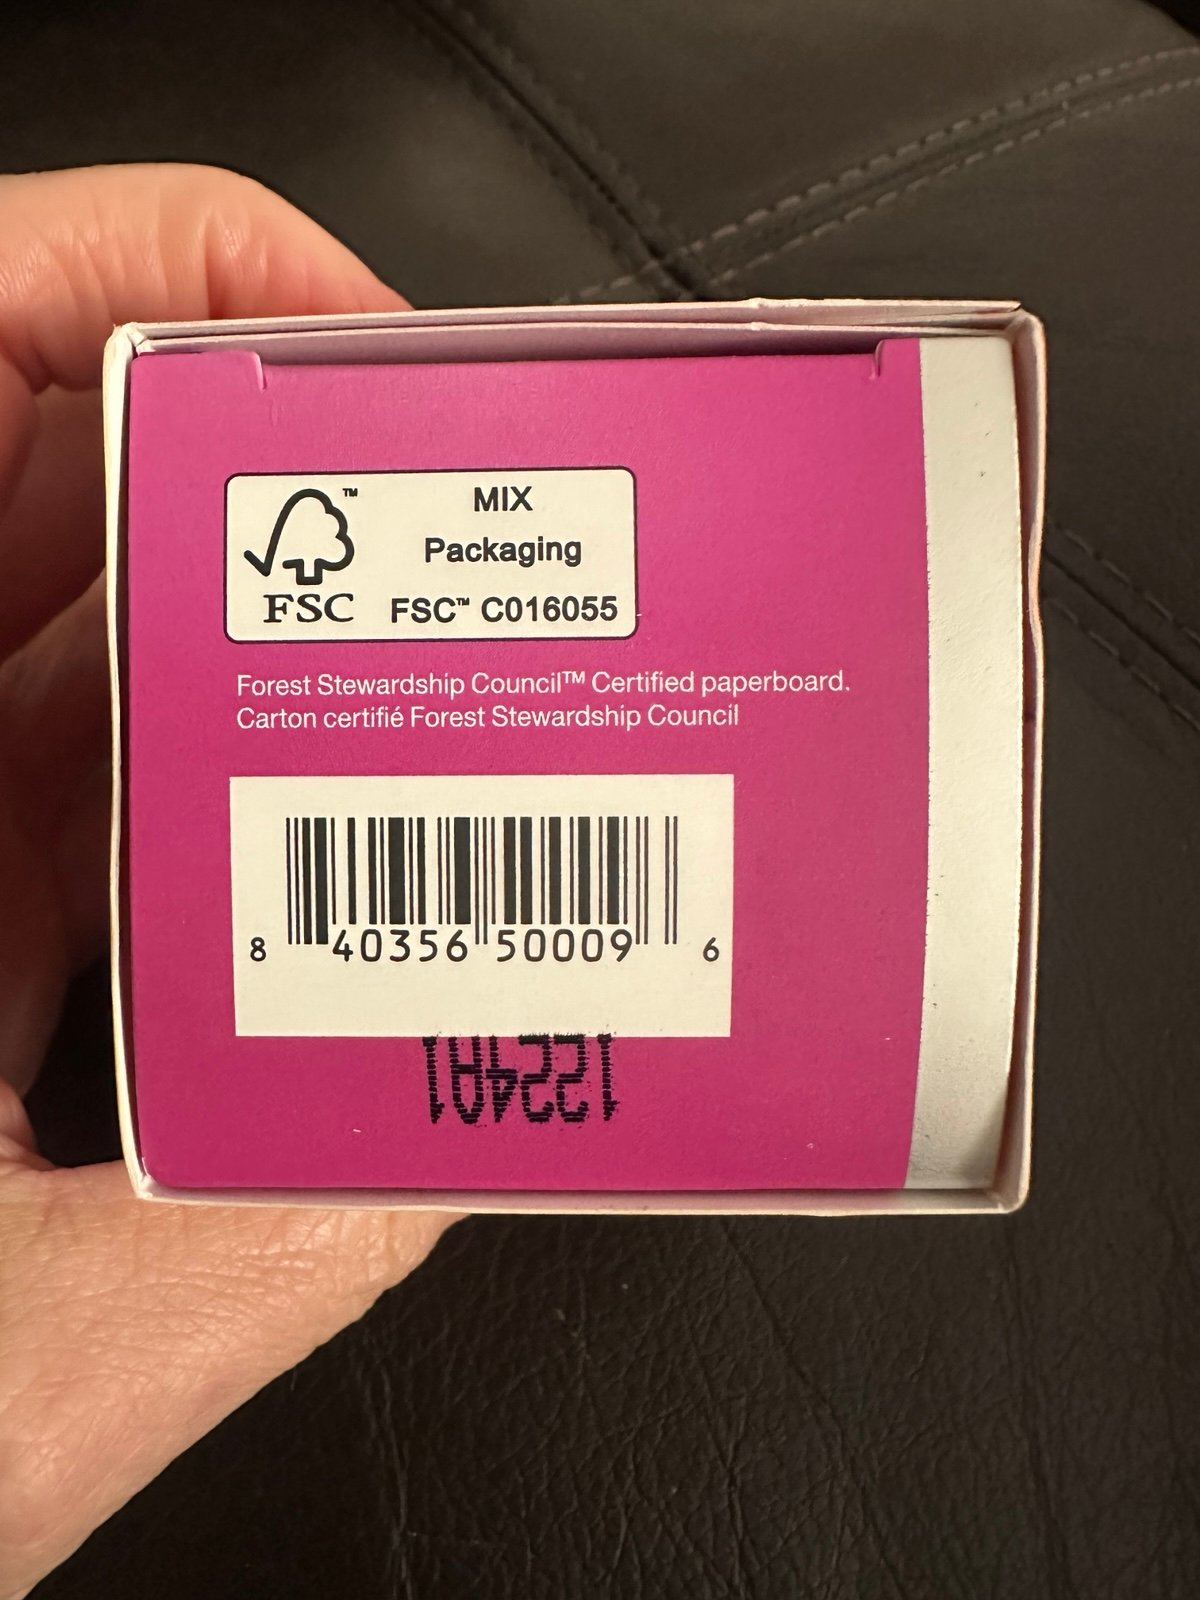 MIX
Packaging
FSC FSC™ C016055
Forest Stewardship Council™ Certified paperboard.
Carton certifié Forest Stewardship Council
8 40356 50009 6
1224A1